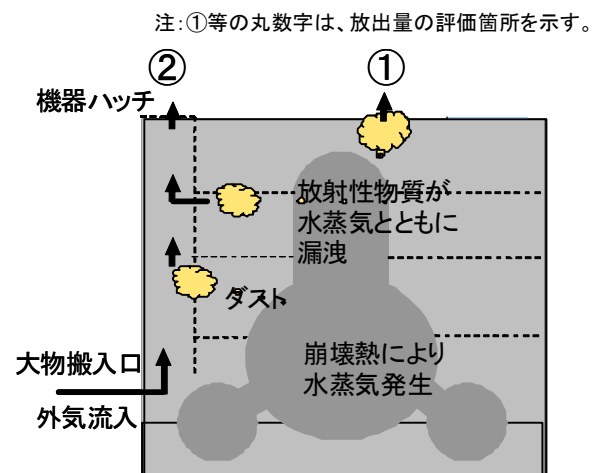 注:①等の丸数字は、放出量の評価箇所を示す。
② ①
機器ハッチ
放射性物質が
水蒸気とともに
漏洩
ダスト
崩壊熱により
水蒸気発生
大物搬入口
外気流入